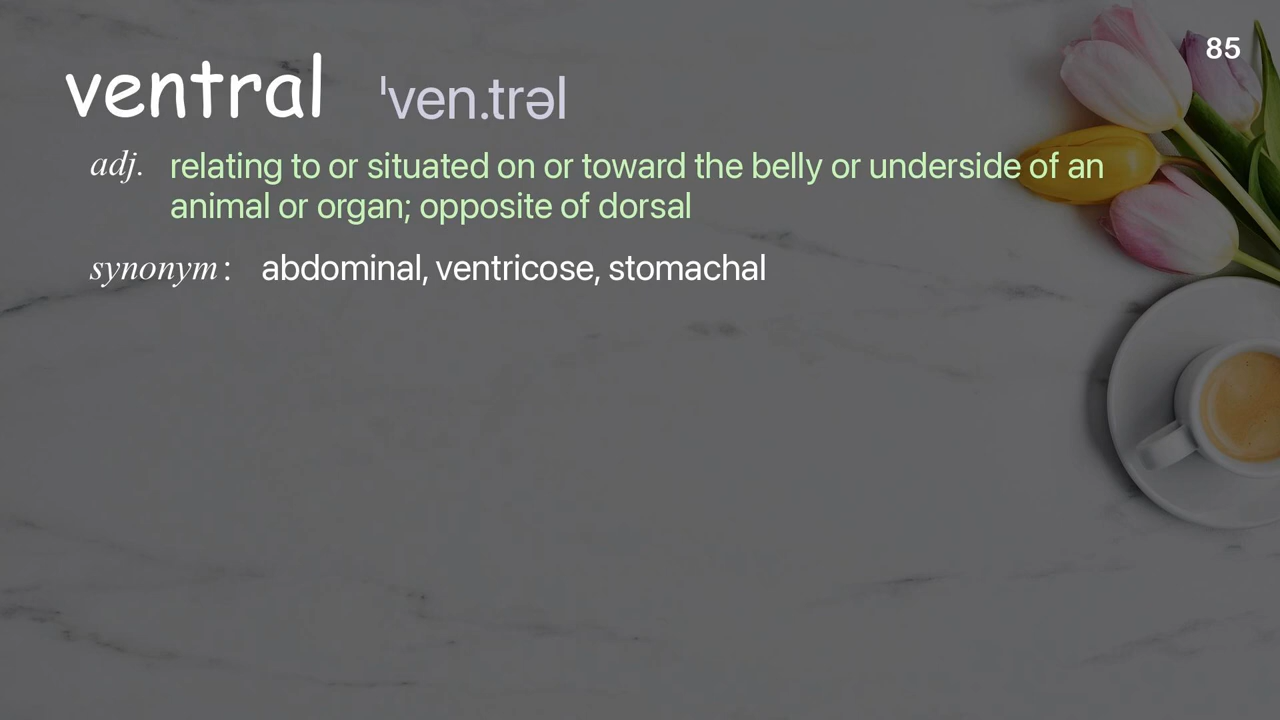 85
ventral ˈven.trəl
adj. relating to or situated on or toward the belly or underside of an
animal or organ; opposite of dorsal
synonym: abdominal, ventricose, stomachal